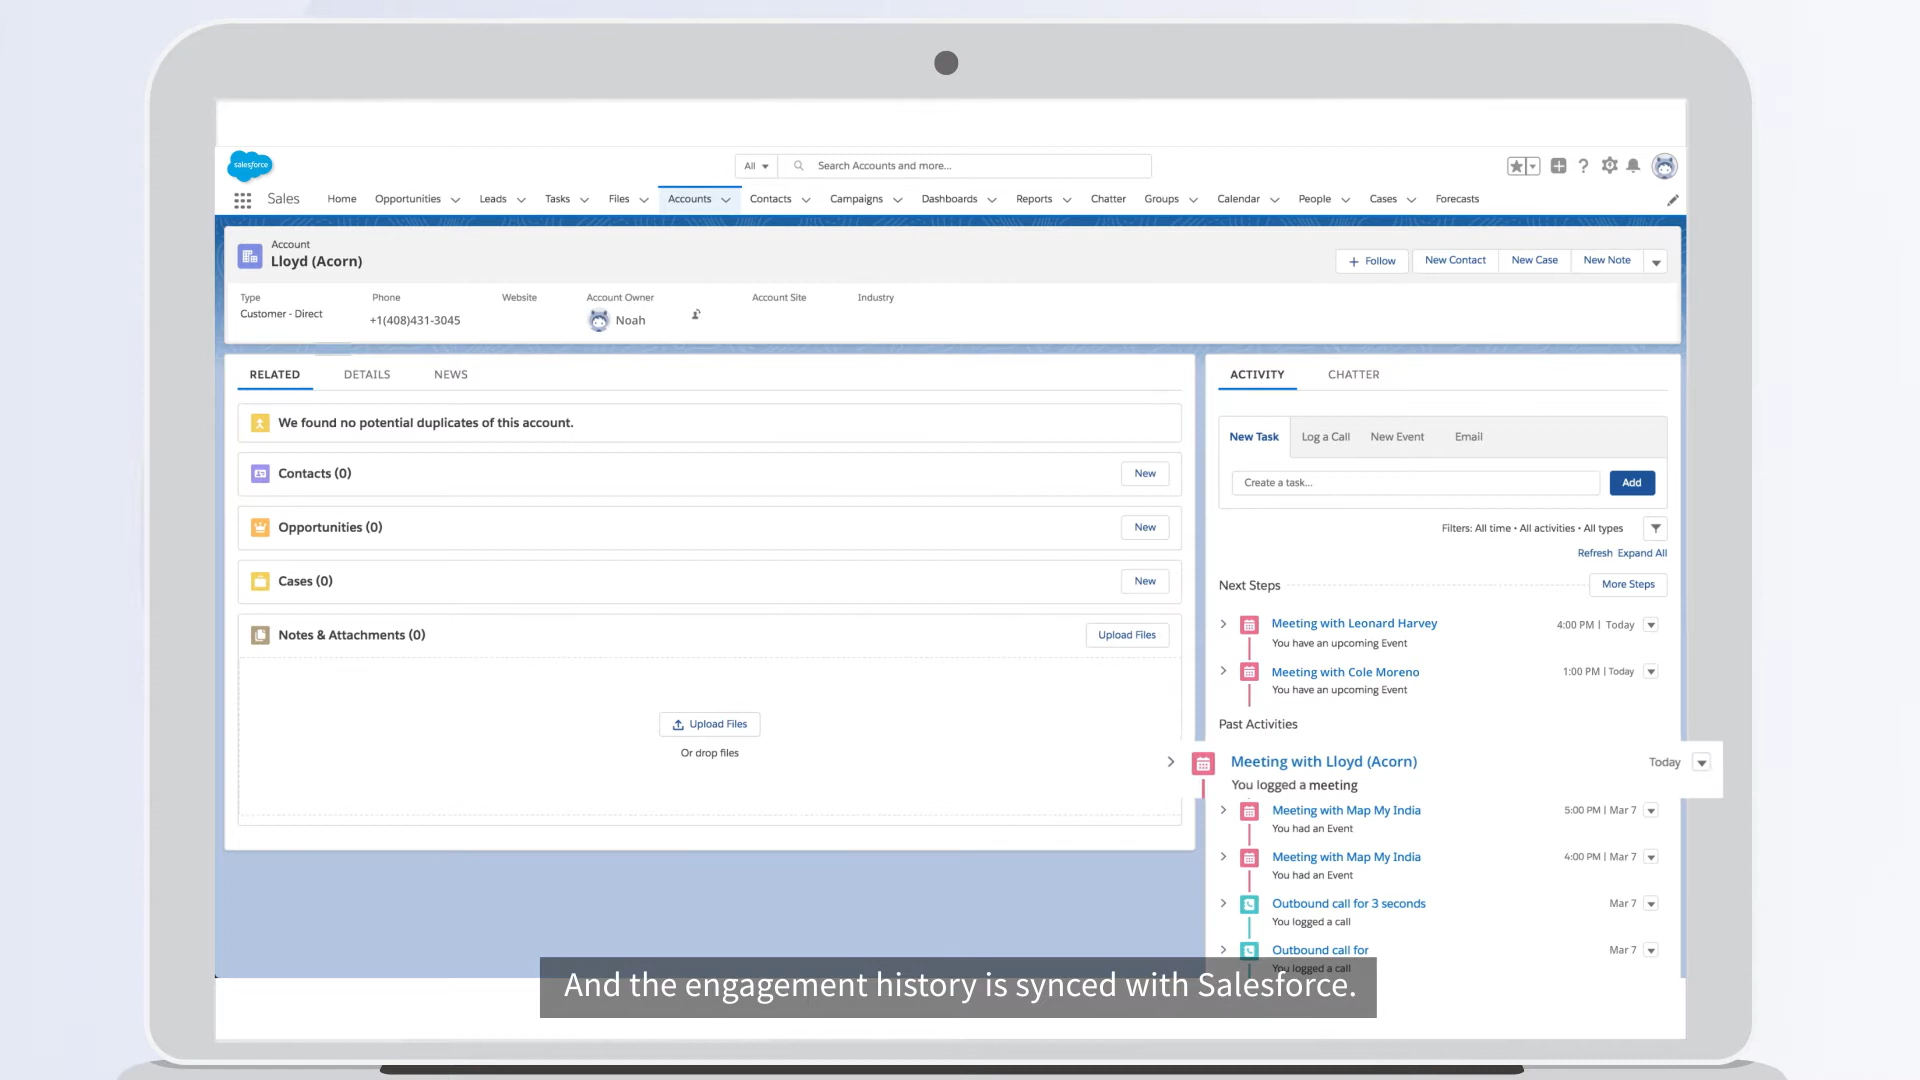 salesforce
All
Search Accounts and more...
Sales
Home
Opportunities
Leads
Tasks
Files
Accounts
Contacts
Campaigns
Dashboards
Reports
Chatter
Groups
Calendar
People
Cases
Forecasts
Account
Lloyd (Acorn)
Follow
New Contact
New Case
New Note
Type
Phone
Website
Account Owner
Account Site
Industry
Customer - Direct
+1(408)431-3045
Noah
RELATED
DETAILS
NEWS
We found no potential duplicates of this account.
Contacts (0)
New
Opportunities (0)
New
Cases (0)
New
Notes & Attachments (0)
Upload Files
Upload Files
Or drop files
ACTIVITY
CHATTER
New Task
Log a Call
New Event
Email
Create a task...
Add
Filters: All time • All activities • All types
Refresh
Expand All
Next Steps
More Steps
Meeting with Leonard Harvey
4:00 PM | Today
You have an upcoming Event
Meeting with Cole Moreno
1:00 PM | Today
You have an upcoming Event
Past Activities
Meeting with Lloyd (Acorn)
Today
You logged a meeting
Meeting with Map My India
5:00 PM | Mar 7
You had an Event
Meeting with Map My India
4:00 PM | Mar 7
You had an Event
Outbound call for 3 seconds
Mar 7
You logged a call
Outbound call for
Mar 7
You logged a call
And the engagement history is synced with Salesforce.